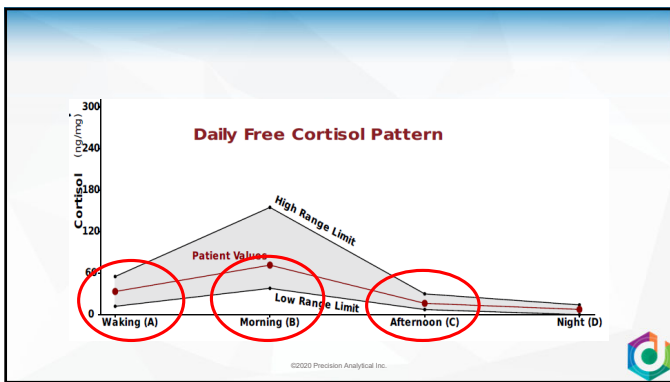 Daily Free Cortisol Pattern
Cortisol (ng/mg)
300
240
180
120
60
0
High Range Limit
Patient Values
Low Range Limit
Waking (A)
Morning (B)
Afternoon (C)
Night (D)
©2020 Precision Analytical Inc.